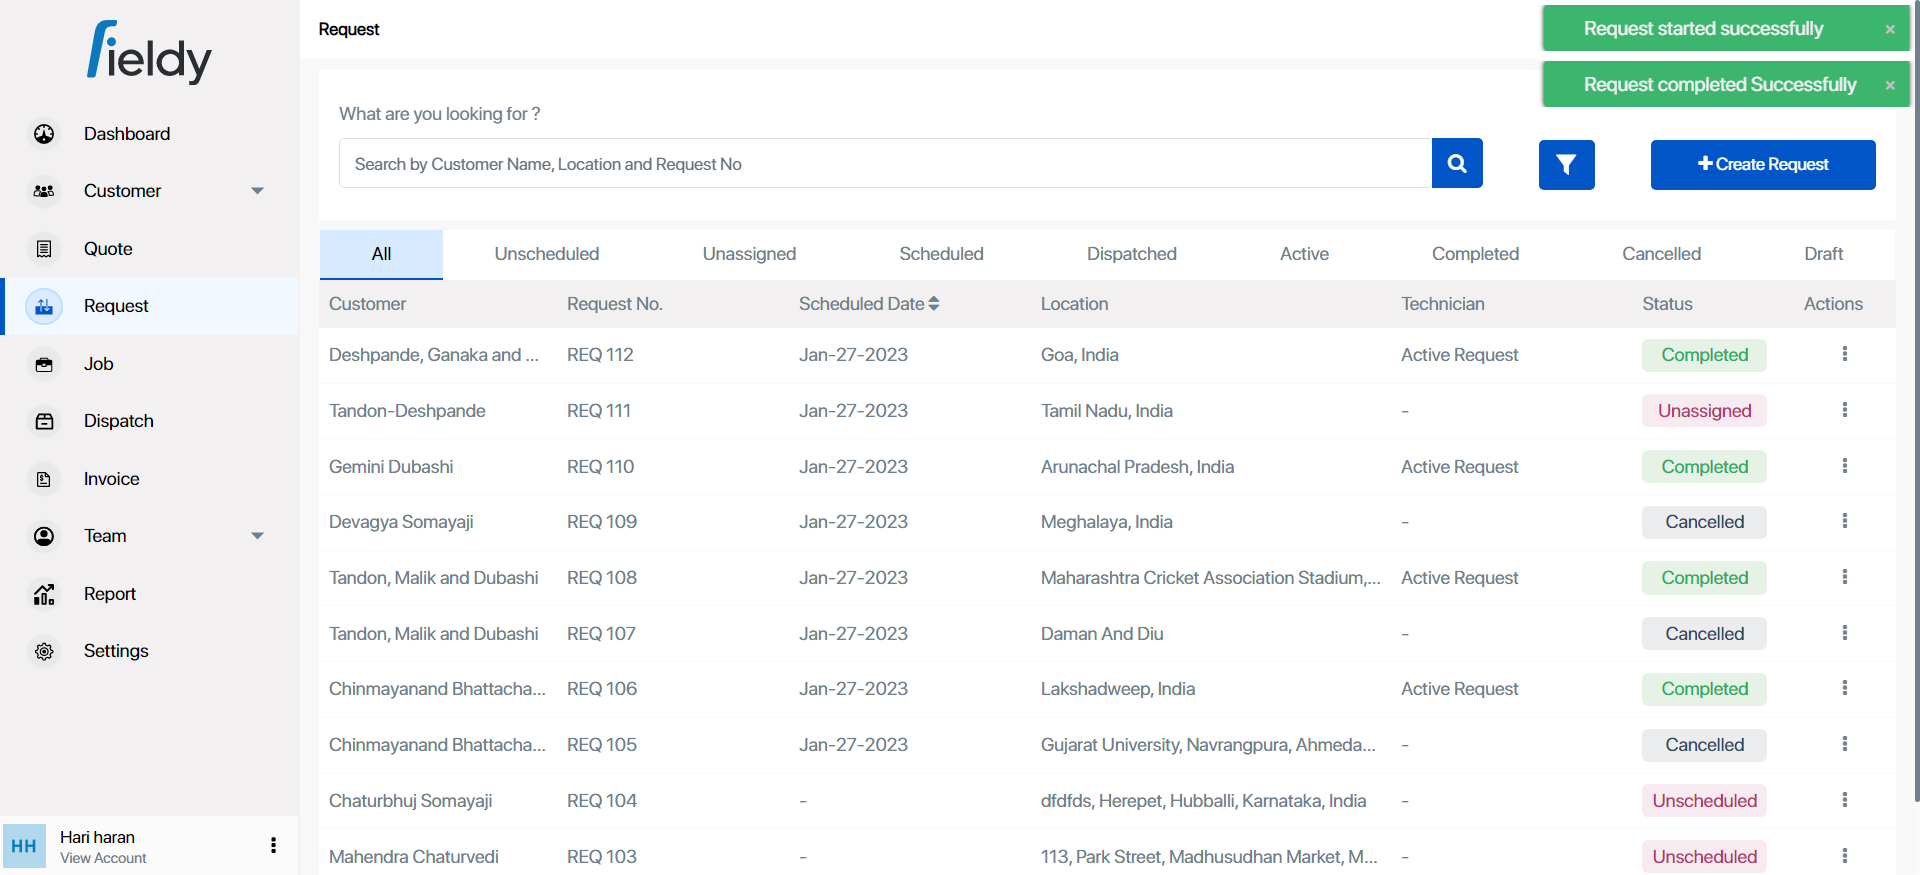 fieldy
Dashboard
Customer
Quote
Request
Job
Dispatch
Invoice
Team
Report
Settings
HH
Hari haran
View Account
Request
Request started successfully ×
Request completed Successfully ×
What are you looking for ?
Search by Customer Name, Location and Request No
Create Request
All Unscheduled Unassigned Scheduled Dispatched Active Completed Cancelled Draft
Customer Request No. Scheduled Date Location Technician Status Actions
Deshpande, Ganaka and ... REQ 112 Jan-27-2023 Goa, India Active Request Completed
Tandon-Deshpande REQ 111 Jan-27-2023 Tamil Nadu, India - Unassigned
Gemini Dubashi REQ 110 Jan-27-2023 Arunachal Pradesh, India Active Request Completed
Devagya Somayaji REQ 109 Jan-27-2023 Meghalaya, India - Cancelled
Tandon, Malik and Dubashi REQ 108 Jan-27-2023 Maharashtra Cricket Association Stadium,... Active Request Completed
Tandon, Malik and Dubashi REQ 107 Jan-27-2023 Daman And Diu - Cancelled
Chinmayanand Bhattacha... REQ 106 Jan-27-2023 Lakshadweep, India Active Request Completed
Chinmayanand Bhattacha... REQ 105 Jan-27-2023 Gujarat University, Navrangpura, Ahmeda... - Cancelled
Chaturbhuj Somayaji REQ 104 - dfdfds, Herepet, Hubballi, Karnataka, India - Unscheduled
Mahendra Chaturvedi REQ 103 - 113, Park Street, Madhusudhan Market, M... - Unscheduled